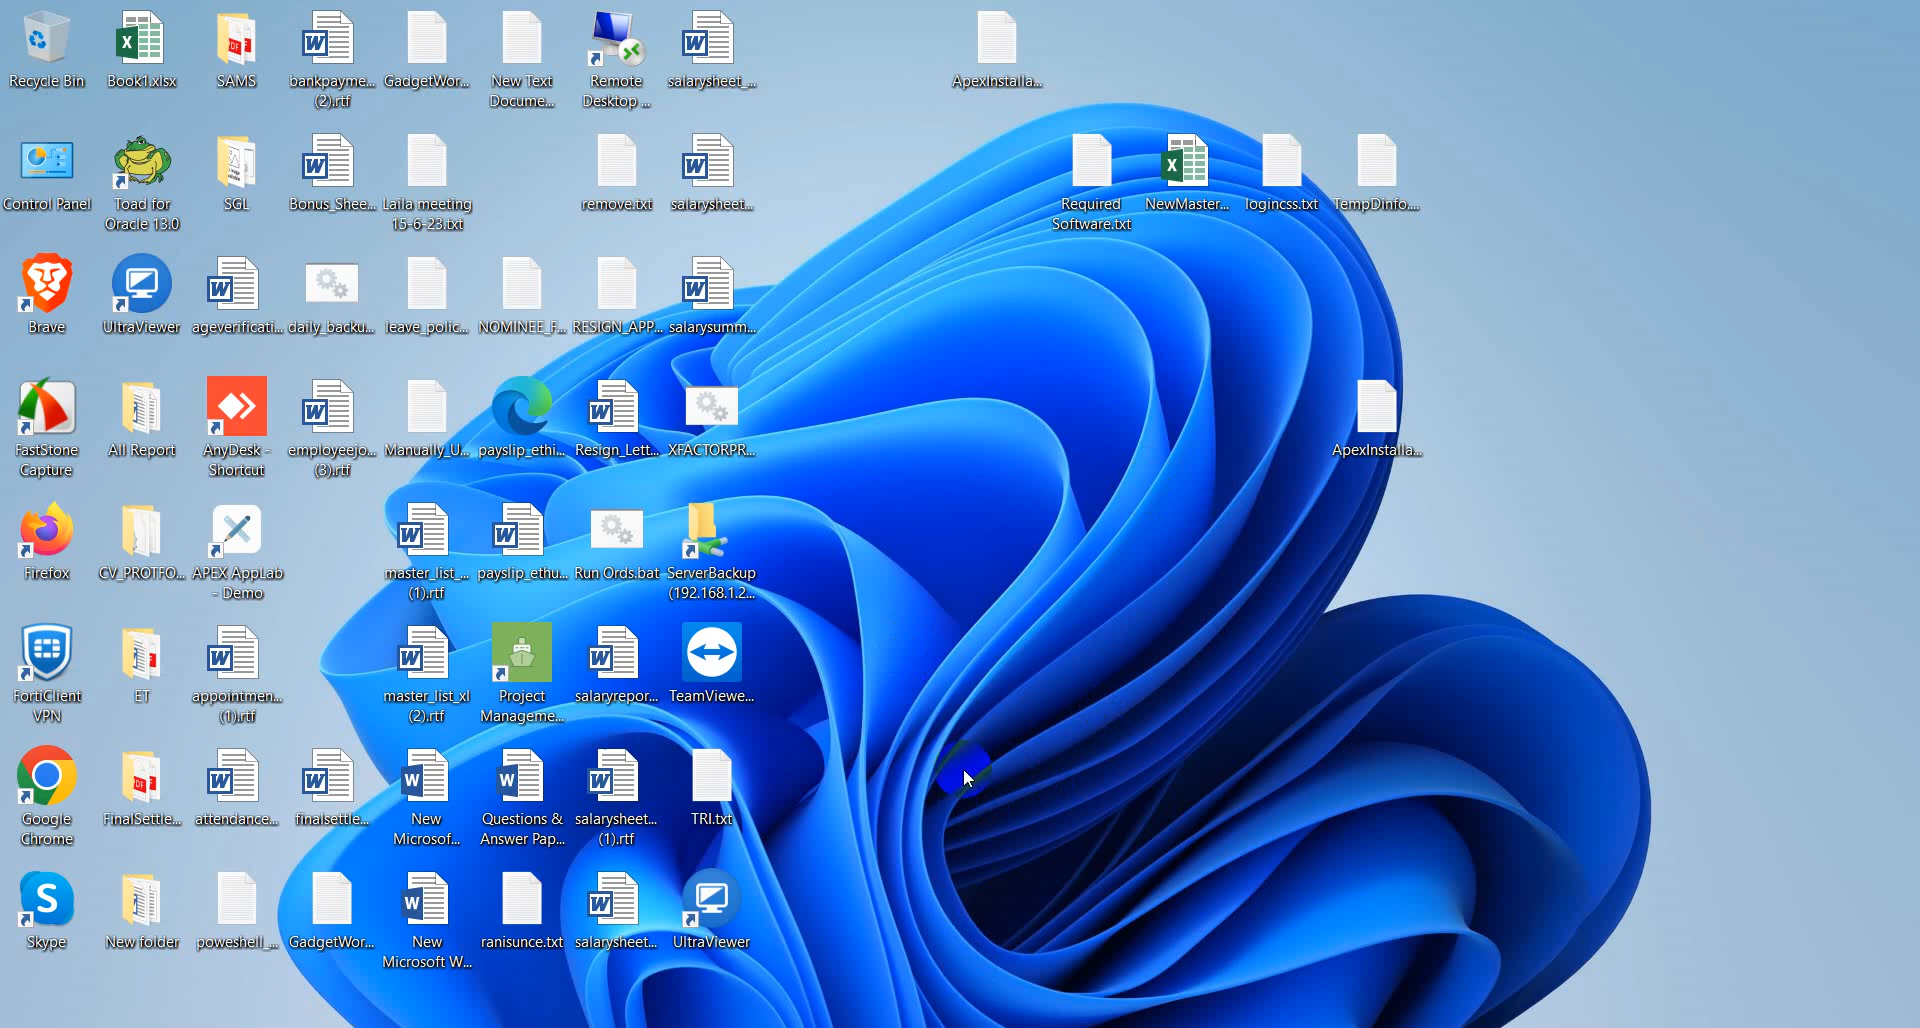 Recycle Bin
Book1.xlsx
SAMS
bankpayme...
(2).rtf
GadgetWor...
New Text
Docume...
Remote
Desktop ...
salarysheet_...
ApexInstalla...
Control Panel
Toad for
Oracle 13.0
SGL
Bonus_Shee...
Laila meeting
15-6-23.txt
remove.txt
salarysheet...
Required
Software.txt
NewMaster...
logincss.txt
TempDinfo....
Brave
UltraViewer
ageverificati...
daily_backu...
leave_polic...
NOMINEE_F...
RESIGN_APP...
salarysumm...
FastStone
Capture
All Report
AnyDesk -
Shortcut
employeejo...
(3).rtf
Manually_U...
payslip_ethi...
Resign_Lett...
XFACTORPR...
ApexInstalla...
Firefox
CV_PROTFO...
APEX AppLab
- Demo
master_list_...
(1).rtf
payslip_ethu...
Run Ords.bat
ServerBackup
(192.168.1.2...
FortiClient
VPN
ET
appointmen...
(1).rtf
master_list_xl
(2).rtf
Project
Manageme...
salaryrepor...
TeamViewe...
Google
Chrome
FinalSettle...
attendance...
finalsettle...
New
Microsof...
Questions &
Answer Pap...
salarysheet...
(1).rtf
TRI.txt
Skype
New folder
poweshell_...
GadgetWor...
New
Microsoft W...
ranisunce.txt
salarysheet...
UltraViewer